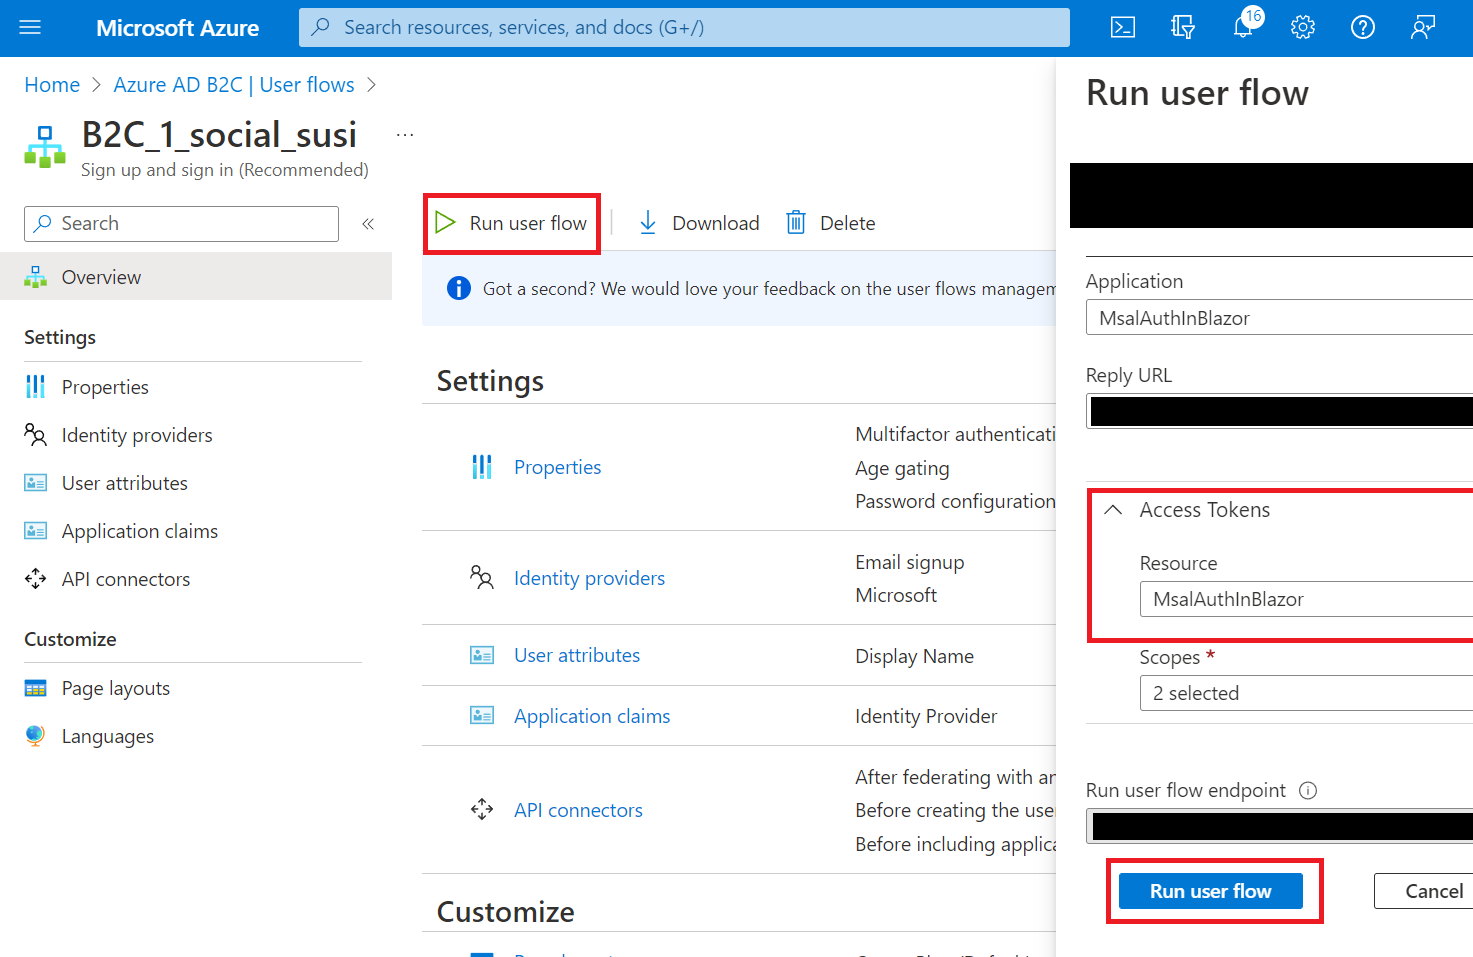 Microsoft Azure
Search resources, services, and docs (G+/)
16
Home > Azure AD B2C | User flows >
B2C_1_social_susi ...
Sign up and sign in (Recommended)
Search «
Overview
Settings
Properties
Identity providers
User attributes
Application claims
API connectors
Customize
Page layouts
Languages
Run user flow
Download
Delete
Got a second? We would love your feedback on the user flows managem
Settings
Properties
Multifactor authenticati
Age gating
Password configuration
Identity providers
Email signup
Microsoft
User attributes
Display Name
Application claims
Identity Provider
API connectors
After federating with an
Before creating the use
Before including applica
Customize
Run user flow
Application
MsalAuthInBlazor
Reply URL
Access Tokens
Resource
MsalAuthInBlazor
Scopes *
2 selected
Run user flow endpoint
Run user flow
Cancel